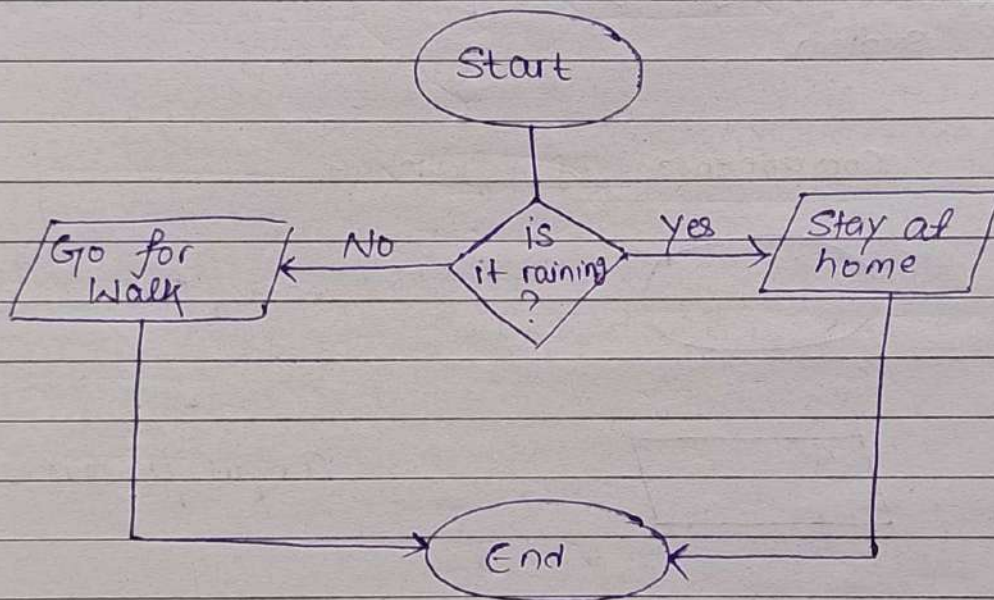 Start
is
it raining
?
No
Yes
Go for
Walk
Stay at
home
End